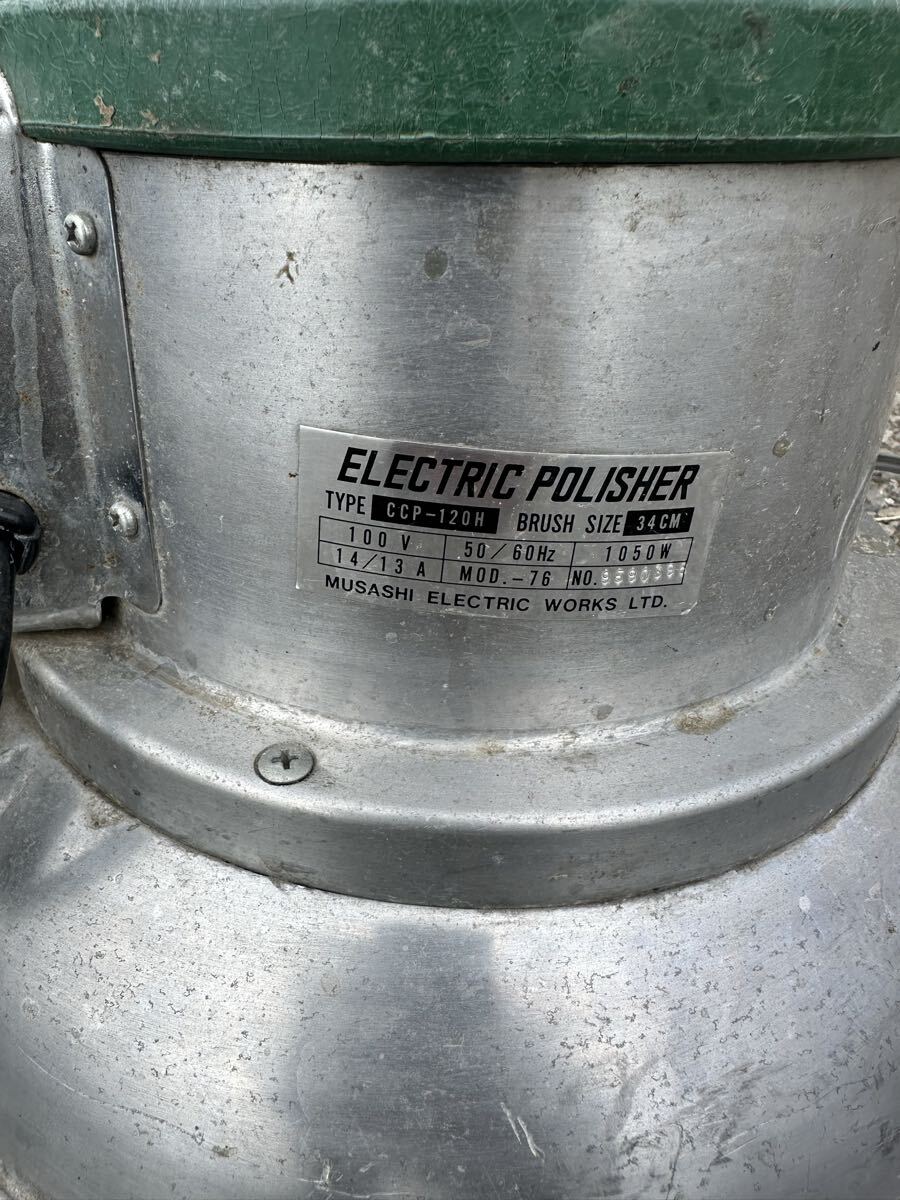 ELECTRIC POLISHER
TYPE CCP-120H BRUSH SIZE 34CM
100 V 50/60Hz 1050W
14/13 A MOD.-76 NO.
MUSASHI ELECTRIC WORKS LTD.